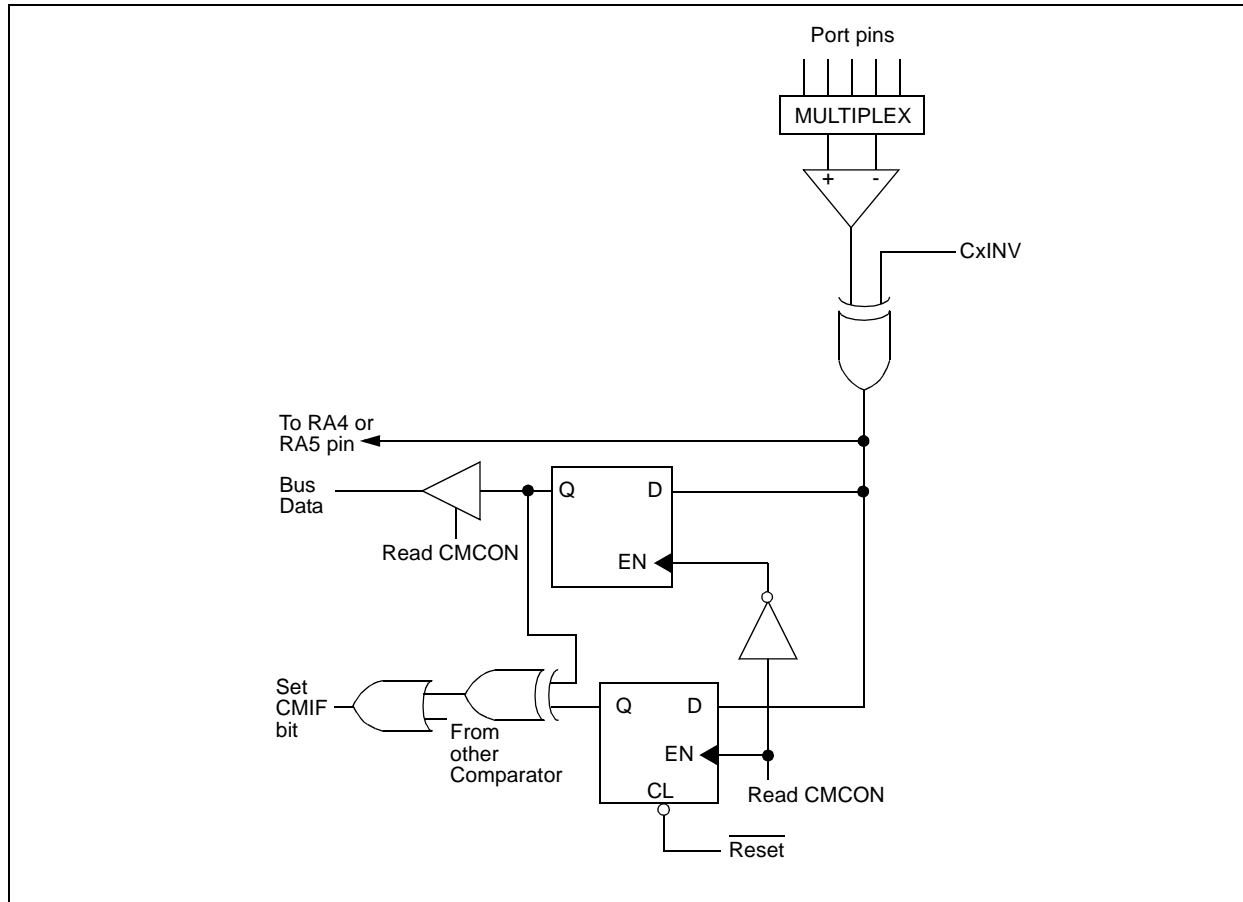 Port pins
MULTIPLEX
+ -
CxINV
To RA4 or
RA5 pin
Bus
Data
Q D
EN
Read CMCON
Set
CMIF
bit
From
other
Comparator
Q D
EN
CL
Read CMCON
Reset